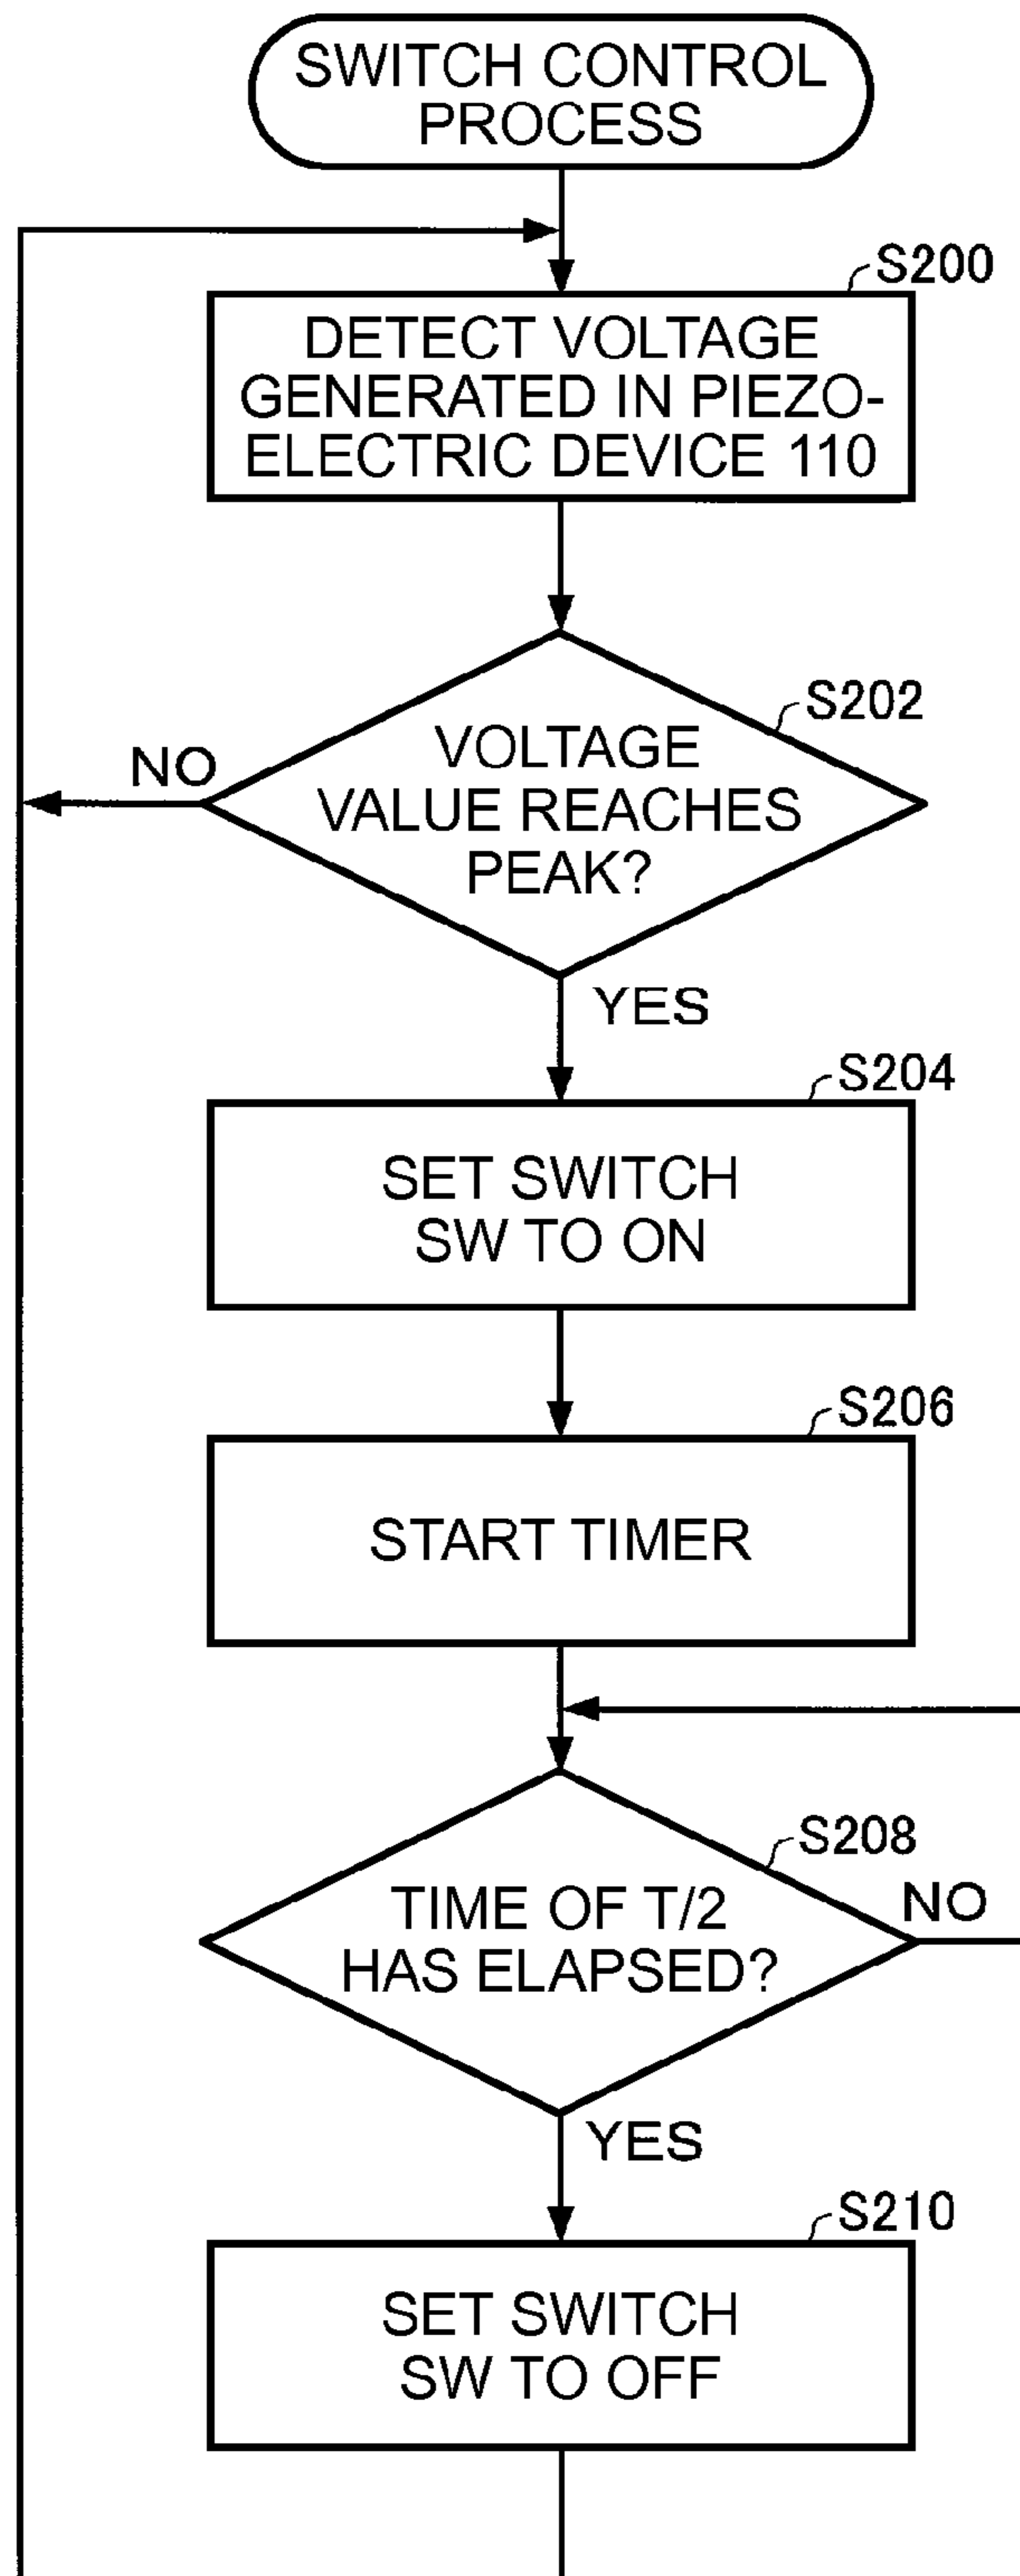 SWITCH CONTROL
PROCESS
S200
DETECT VOLTAGE
GENERATED IN PIEZO-
ELECTRIC DEVICE 110
S202
VOLTAGE
VALUE REACHES
PEAK?
NO
YES
S204
SET SWITCH
SW TO ON
S206
START TIMER
S208
TIME OF T/2
HAS ELAPSED?
NO
YES
S210
SET SWITCH
SW TO OFF